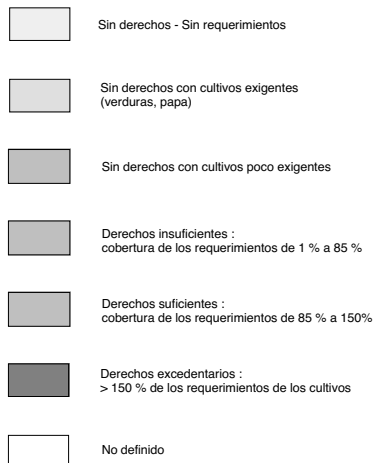 Sin derechos - Sin requerimientos
Sin derechos con cultivos exigentes
(verduras, papa)
Sin derechos con cultivos poco exigentes
Derechos insuficientes :
cobertura de los requerimientos de 1 % a 85 %
Derechos suficientes :
cobertura de los requerimientos de 85 % a 150%
Derechos excedentarios :
> 150 % de los requerimientos de los cultivos
No definido